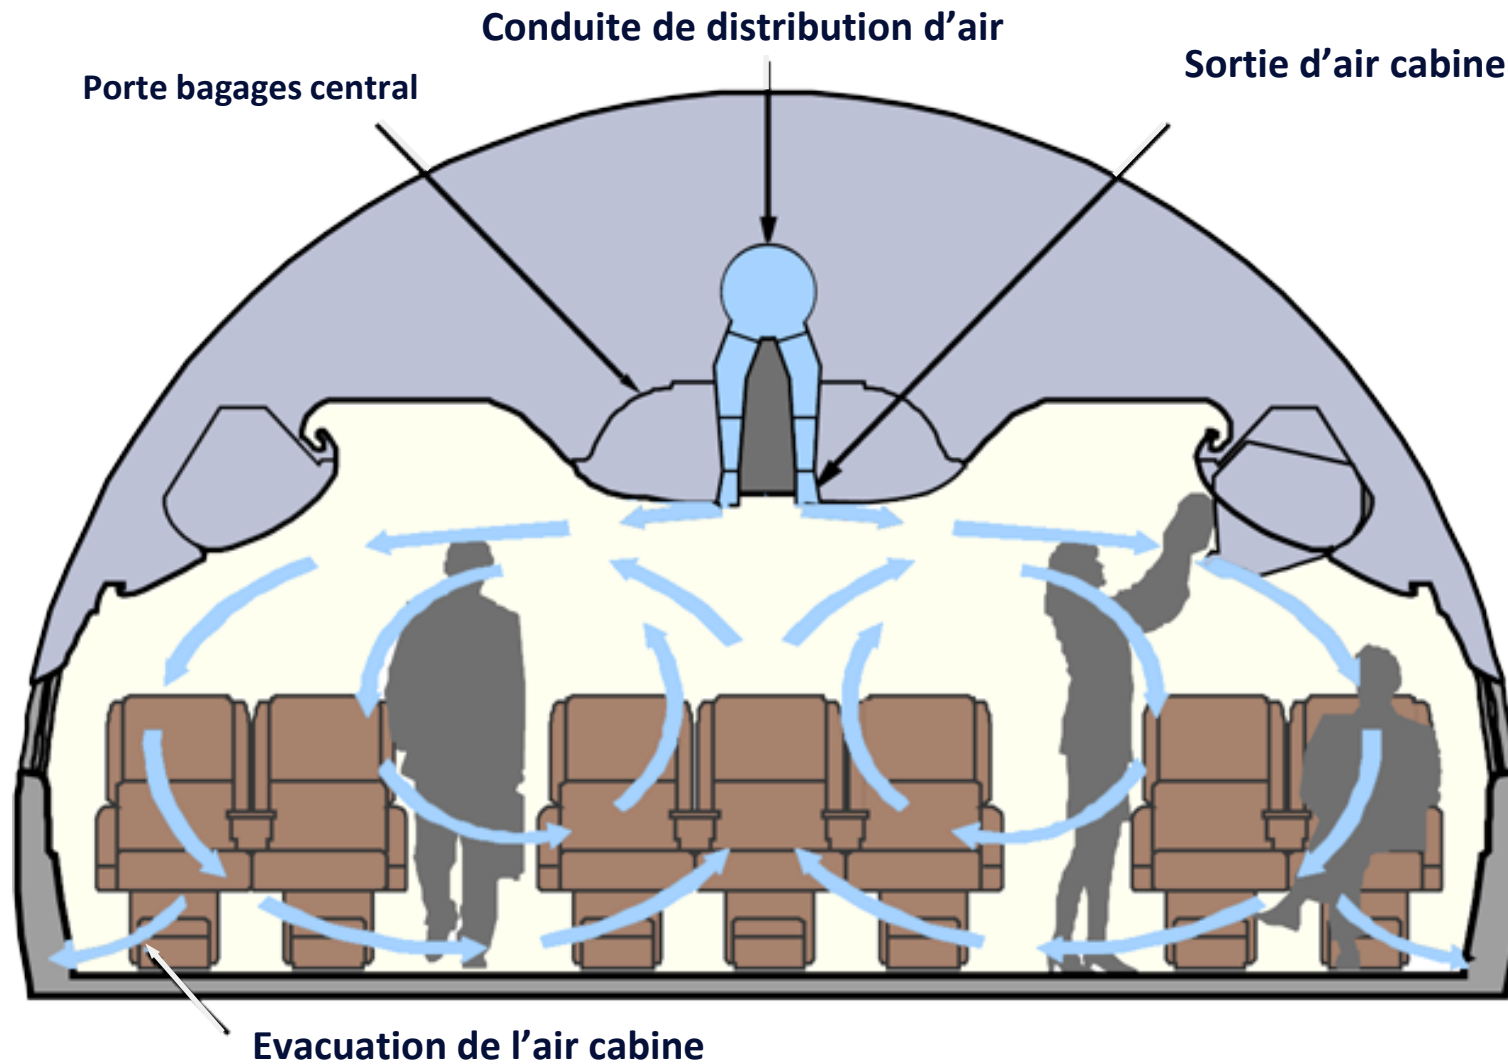 Conduite de distribution d’air
Sortie d’air cabine
Porte bagages central
Evacuation de l’air cabine